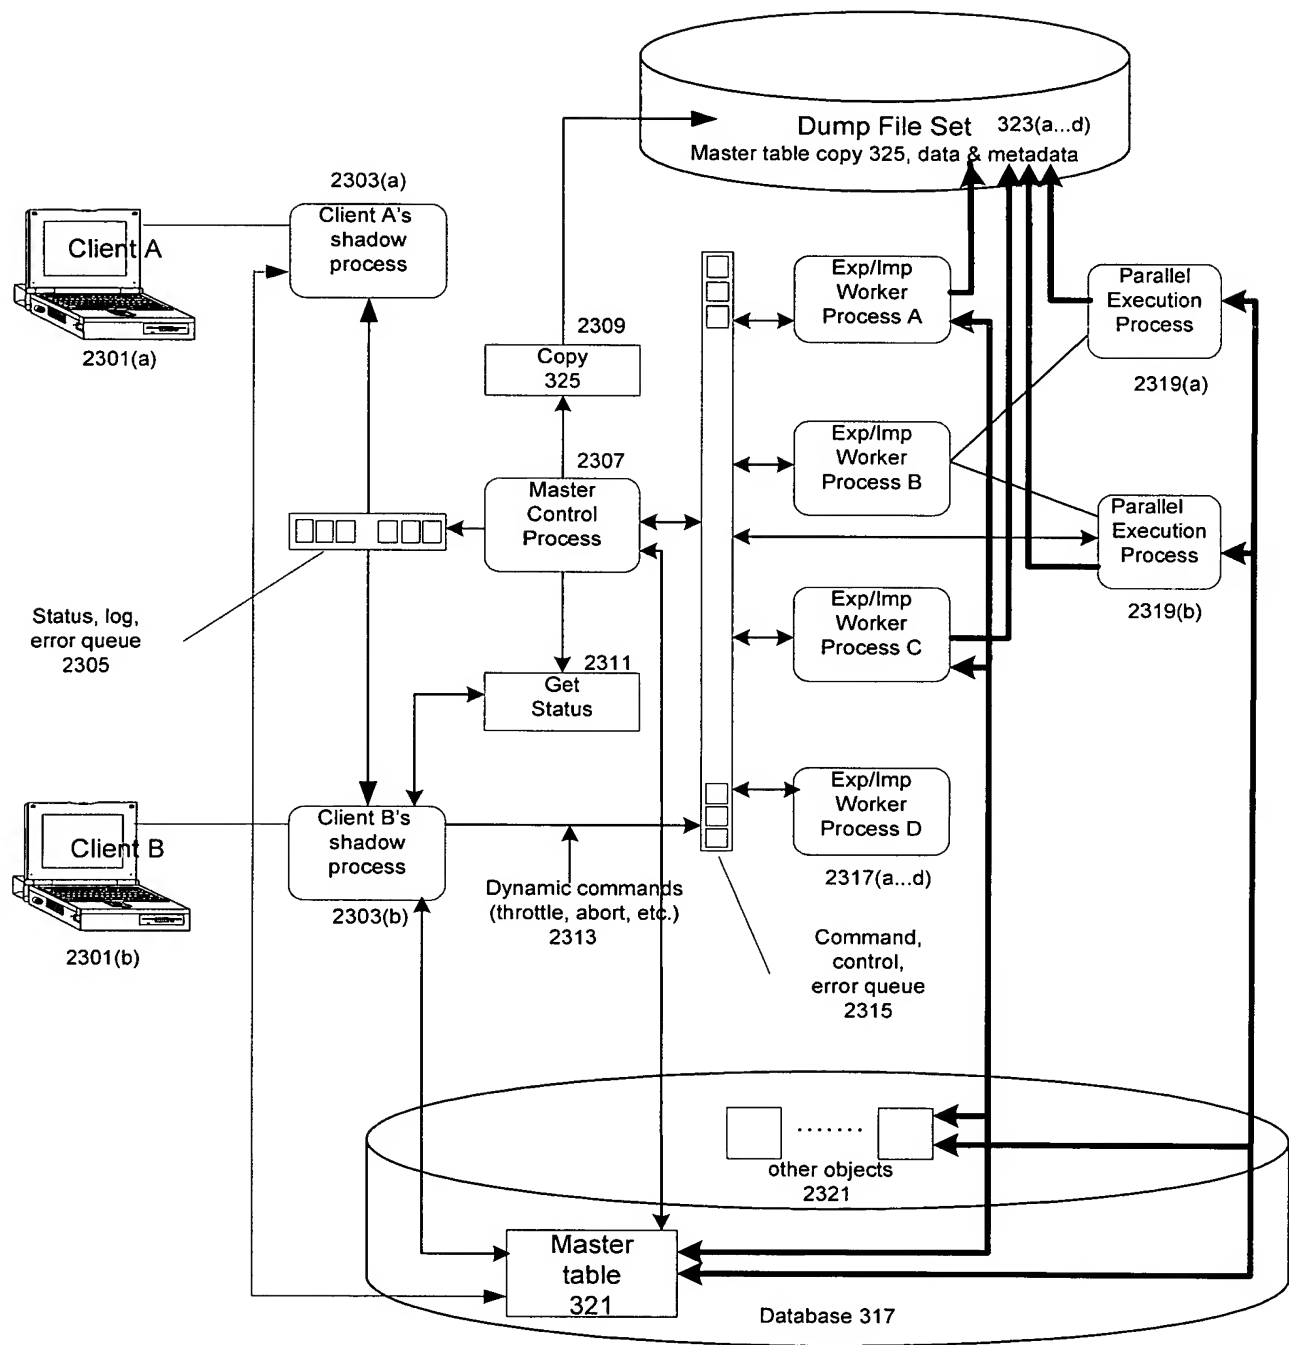 Dump File Set 323(a...d)
Master table copy 325, data & metadata
2303(a)
Client A's
shadow
process
Client A
2301(a)
2309
Copy
325
Exp/Imp
Worker
Process A
Parallel
Execution
Process
2319(a)
2307
Master
Control
Process
Exp/Imp
Worker
Process B
Parallel
Execution
Process
2319(b)
Status, log,
error queue
2305
Exp/Imp
Worker
Process C
2311
Get
Status
Exp/Imp
Worker
Process D
2317(a...d)
Client B's
shadow
process
2303(b)
Client B
2301(b)
Dynamic commands
(throttle, abort, etc.)
2313
Command,
control,
error queue
2315
.......
other objects
2321
Master
table
321
Database 317